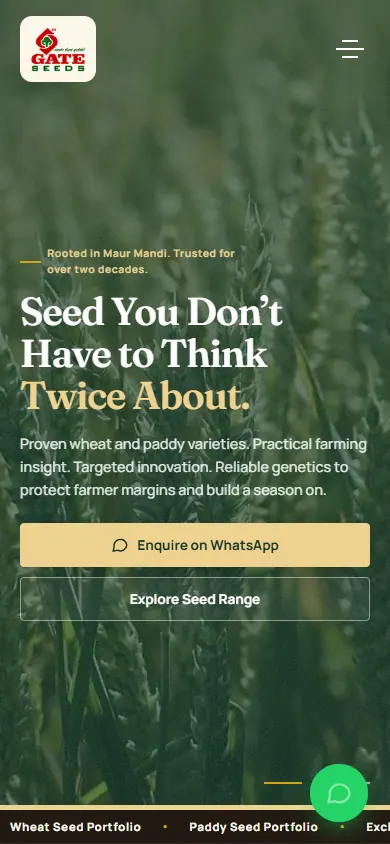 GATE
SEEDS
Rooted in Maur Mandi. Trusted for
over two decades.
Seed You Don’t
Have to Think
Twice About.
Proven wheat and paddy varieties. Practical farming
insight. Targeted innovation. Reliable genetics to
protect farmer margins and build a season on.
Enquire on WhatsApp
Explore Seed Range
Wheat Seed Portfolio • Paddy Seed Portfolio • Excl